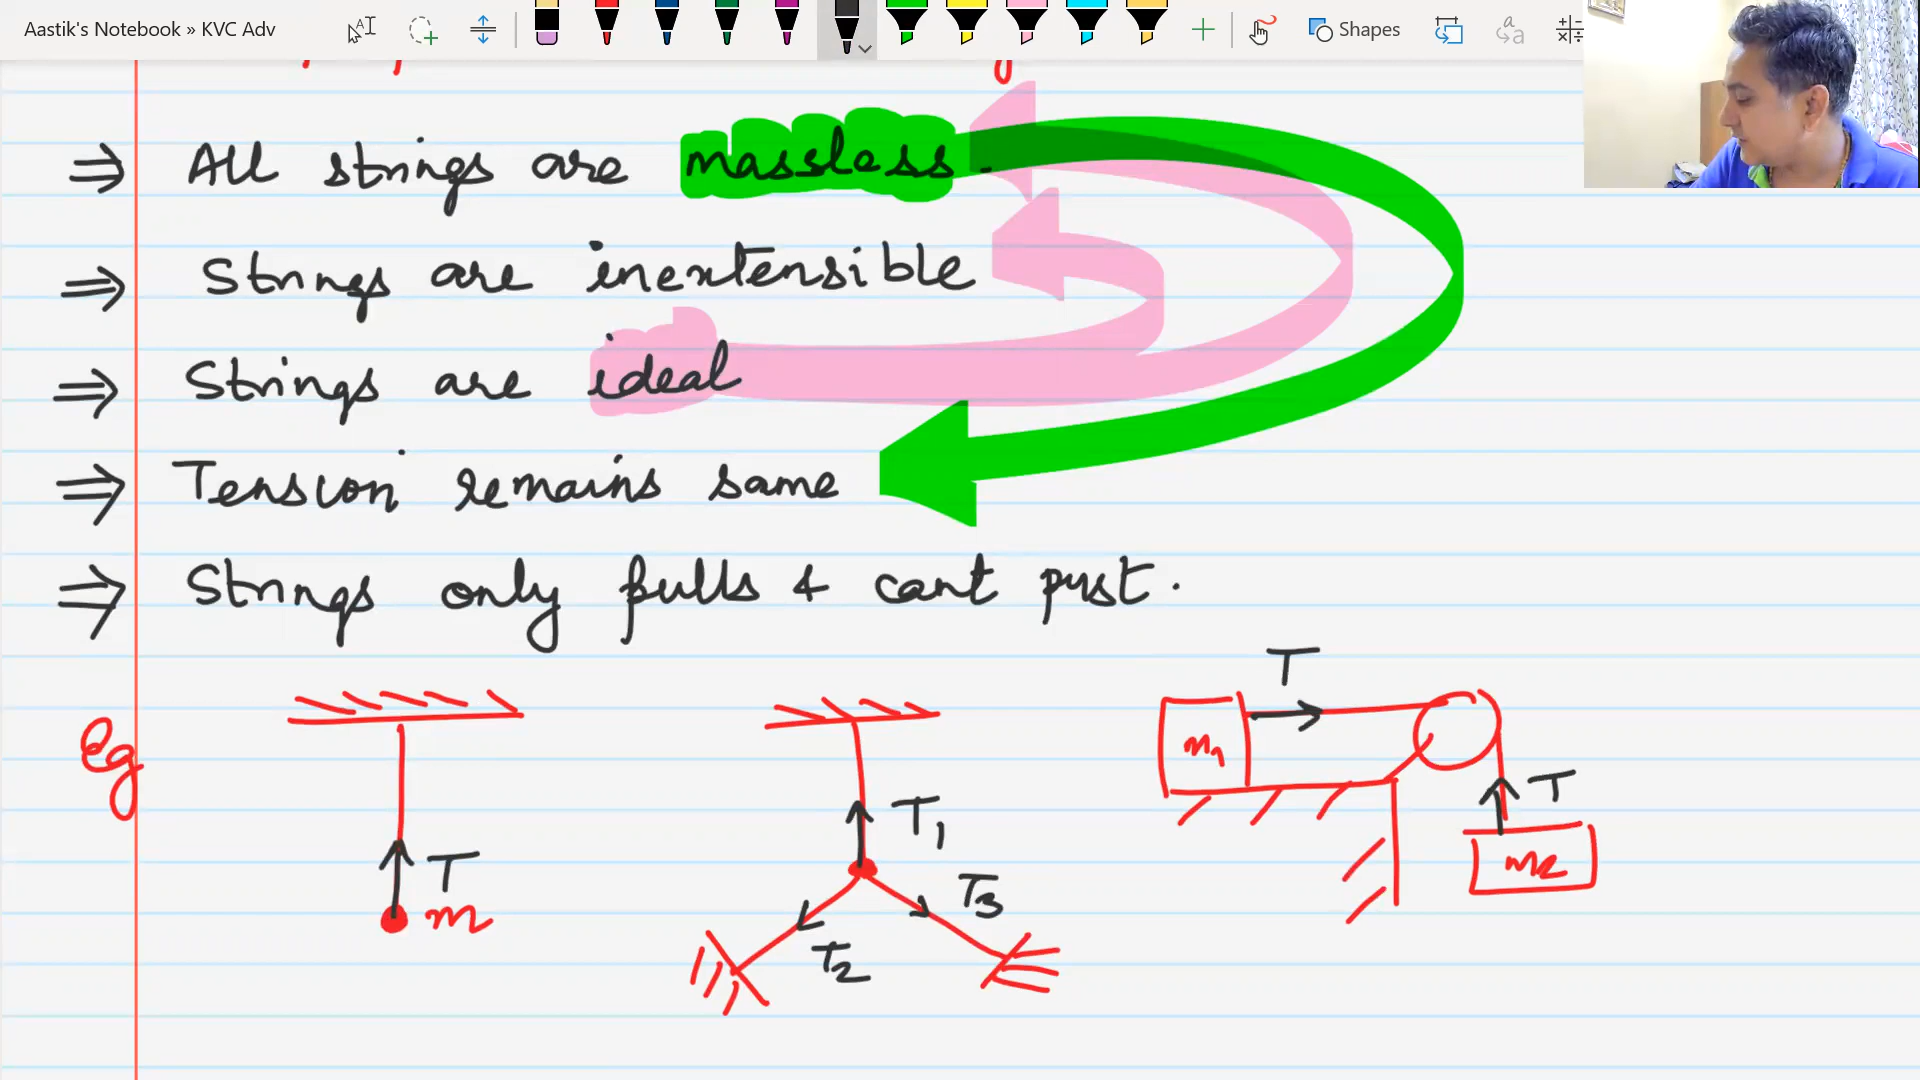 Aastik's Notebook » KVC Adv
Shapes
⇒ All strings are massless.
⇒ Strings are inextensible
⇒ Strings are ideal
⇒ Tension remains same
⇒ Strings only pulls & cant pust.
eg
T
m
T1
T2
T3
m1
T
T
m2